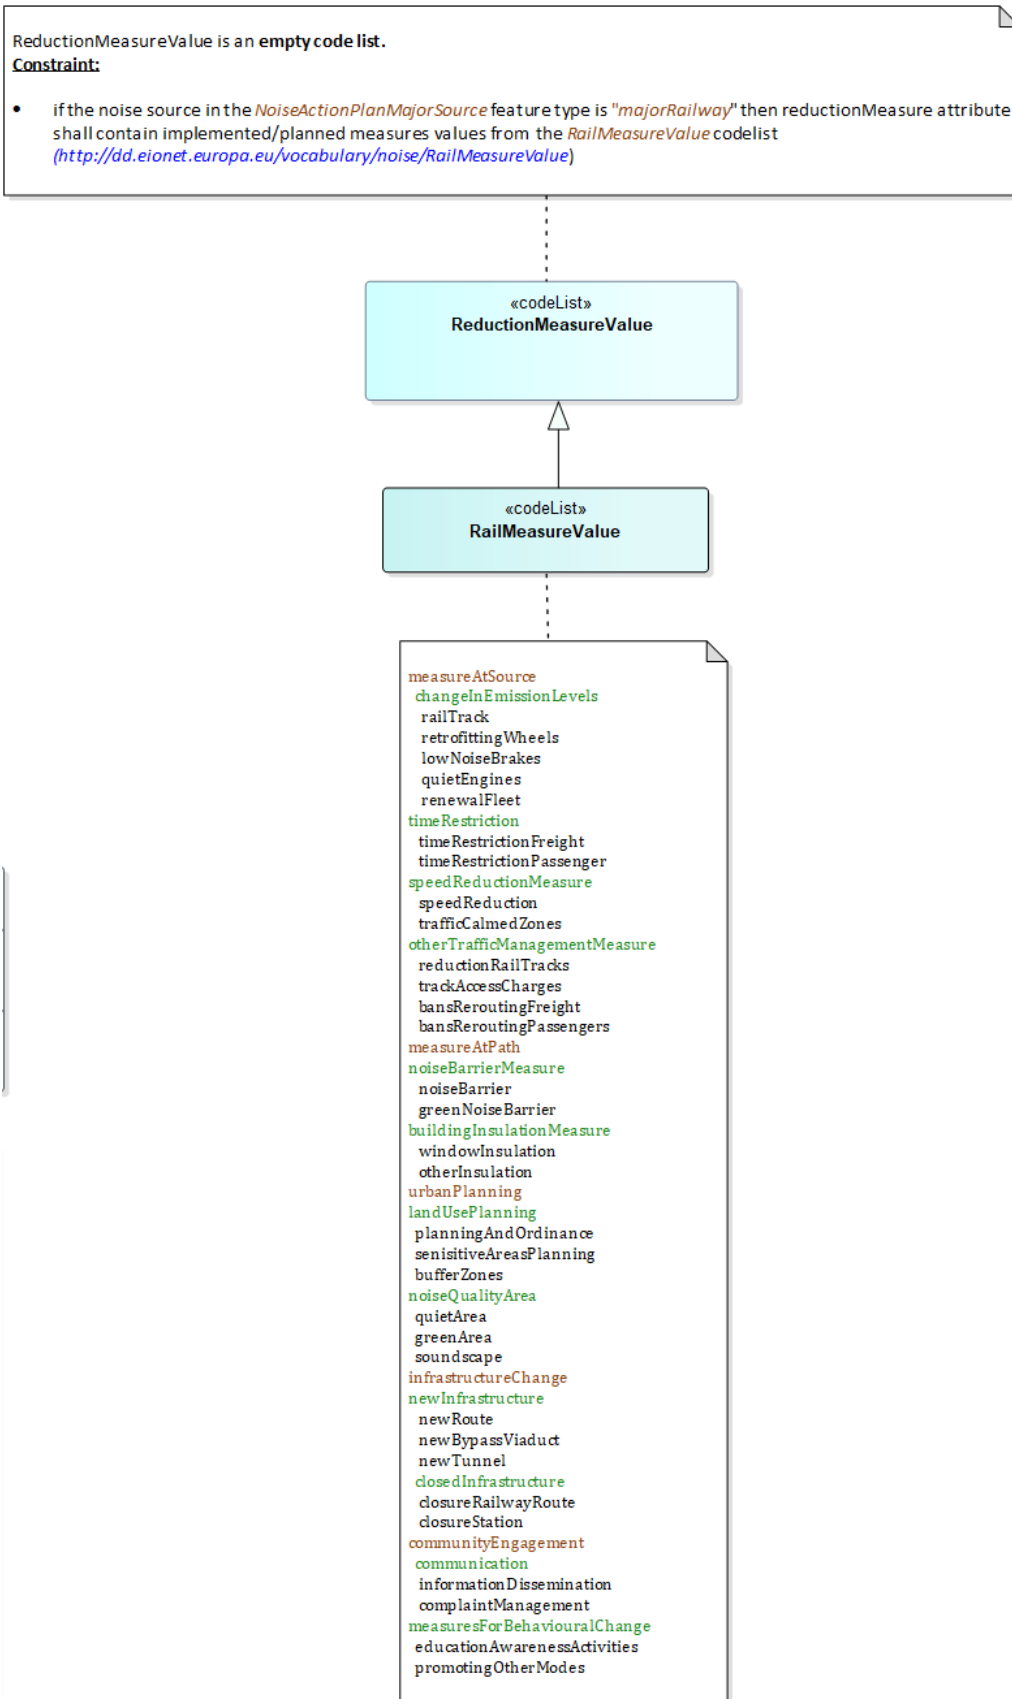 ReductionMeasureValue is an empty code list.
Constraint:
• if the noise source in the NoiseActionPlanMajorSource feature type is "majorRailway" then reductionMeasure attribute
shall contain implemented/planned measures values from the RailMeasureValue codelist
(http://dd.eionet.europa.eu/vocabulary/noise/RailMeasureValue)
«codeList»
ReductionMeasureValue
«codeList»
RailMeasureValue
measureAtSource
changeInEmissionLevels
railTrack
retrofittingWheels
lowNoiseBrakes
quietEngines
renewalFleet
timeRestriction
timeRestrictionFreight
timeRestrictionPassenger
speedReductionMeasure
speedReduction
trafficCalmedZones
otherTrafficManagementMeasure
reductionRailTracks
trackAccessCharges
bansReroutingFreight
bansReroutingPassengers
measureAtPath
noiseBarrierMeasure
noiseBarrier
greenNoiseBarrier
buildingInsulationMeasure
windowInsulation
otherInsulation
urbanPlanning
landUsePlanning
planningAndOrdinance
senisitiveAreasPlanning
bufferZones
noiseQualityArea
quietArea
greenArea
soundscape
infrastructureChange
newInfrastructure
newRoute
newBypassViaduct
newTunnel
closedInfrastructure
closureRailwayRoute
closureStation
communityEngagement
communication
informationDissemination
complaintManagement
measuresForBehaviouralChange
educationAwarenessActivities
promotingOtherModes